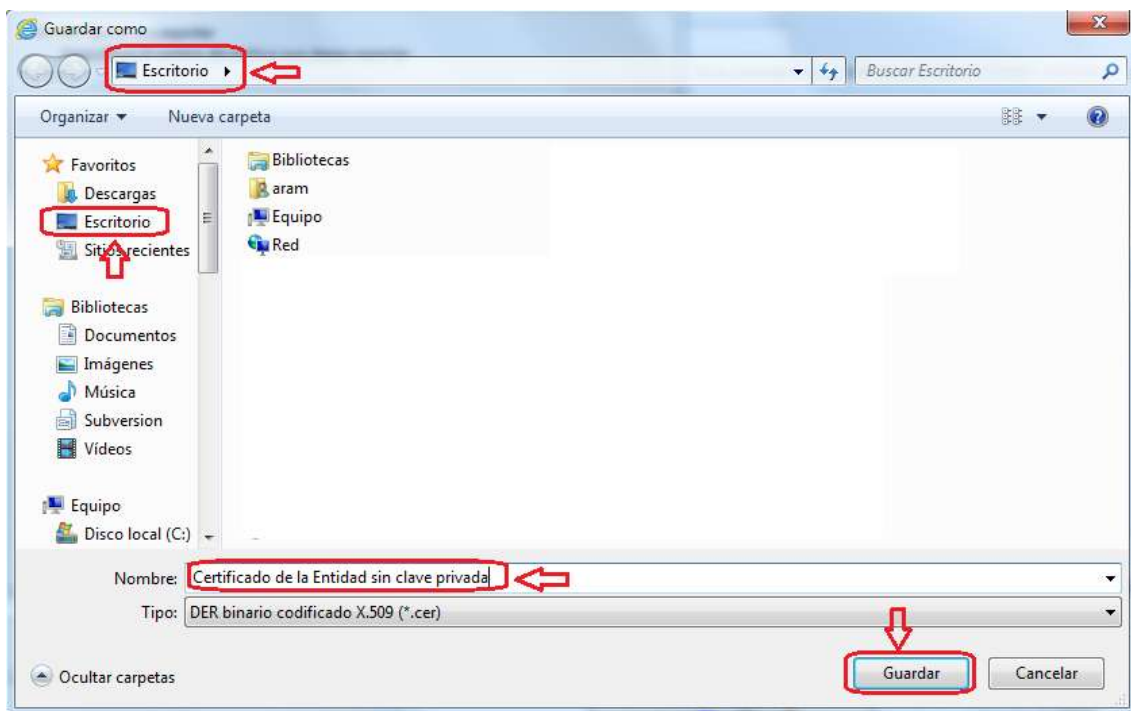 Guardar como
Escritorio
Buscar Escritorio
Organizar
Nueva carpeta
Favoritos
Descargas
Escritorio
Sitios recientes
Bibliotecas
Documentos
Imágenes
Música
Subversion
Vídeos
Equipo
Disco local (C:)
Bibliotecas
aram
Equipo
Red
Nombre: Certificado de la Entidad sin clave privada
Tipo: DER binario codificado X.509 (*.cer)
Ocultar carpetas
Guardar
Cancelar